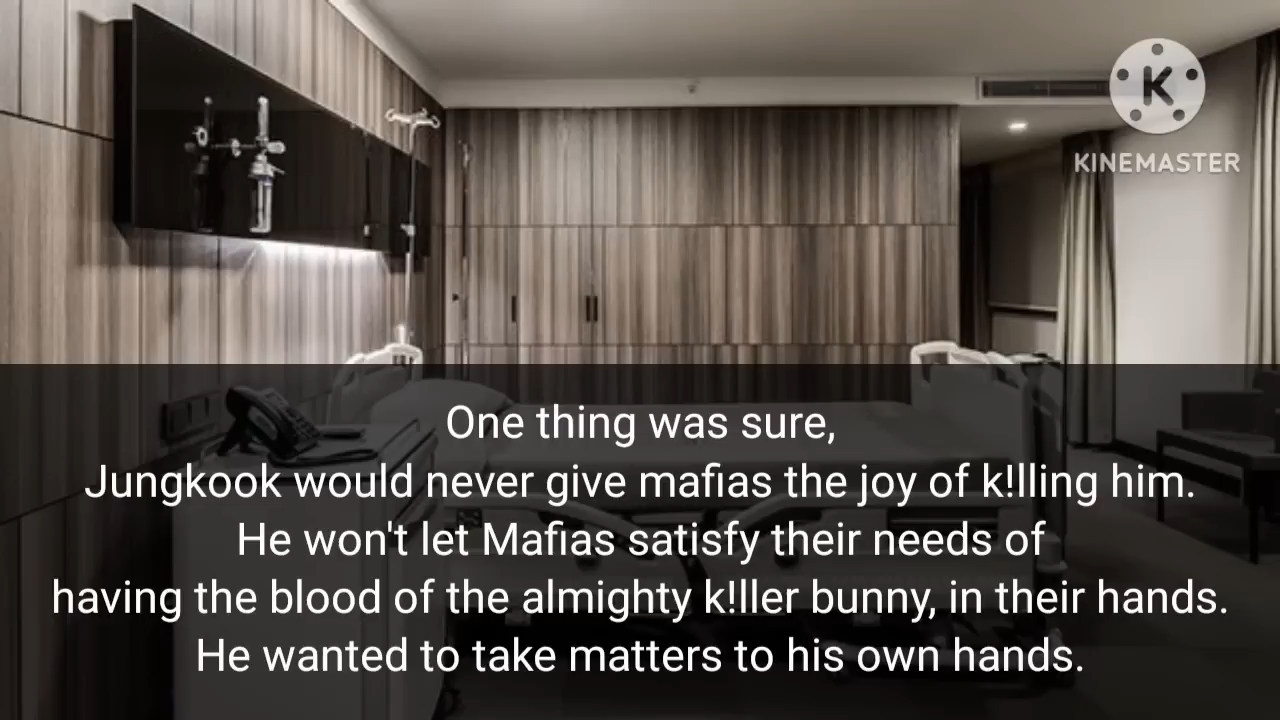 K
KINEMASTER
One thing was sure,
Jungkook would never give mafias the joy of k!lling him.
He won't let Mafias satisfy their needs of
having the blood of the almighty k!ller bunny, in their hands.
He wanted to take matters to his own hands.